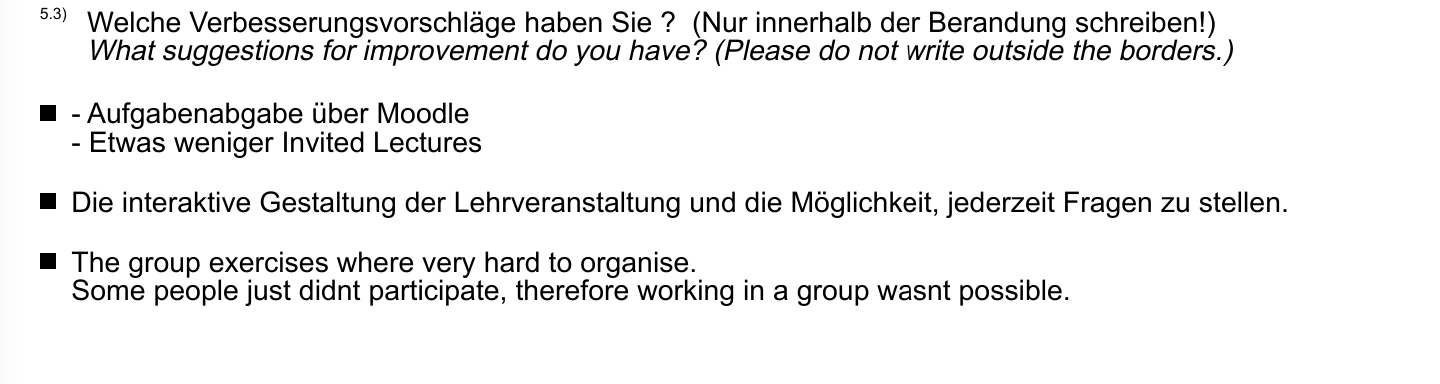 5.3) Welche Verbesserungsvorschläge haben Sie ? (Nur innerhalb der Berandung schreiben!)
What suggestions for improvement do you have? (Please do not write outside the borders.)
- Aufgabenabgabe über Moodle
- Etwas weniger Invited Lectures
Die interaktive Gestaltung der Lehrveranstaltung und die Möglichkeit, jederzeit Fragen zu stellen.
The group exercises where very hard to organise.
Some people just didnt participate, therefore working in a group wasnt possible.